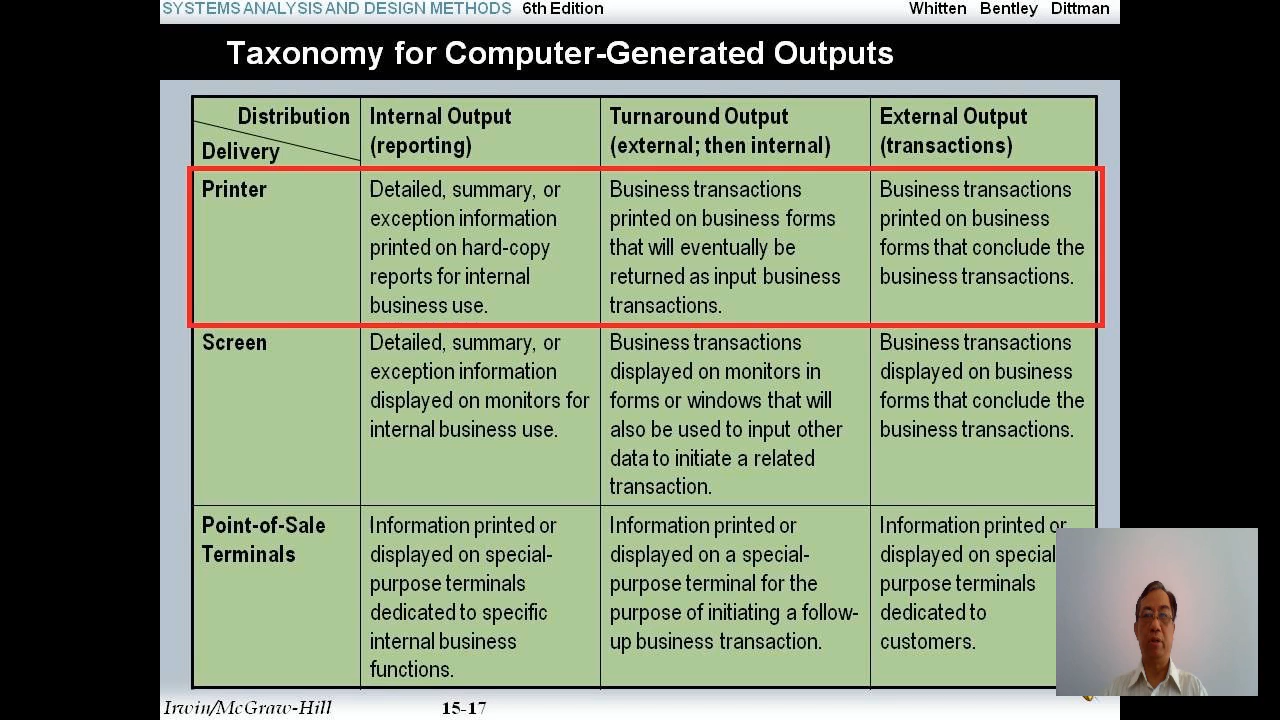 SYSTEMS ANALYSIS AND DESIGN METHODS 6th Edition Whitten Bentley Dittman
Taxonomy for Computer-Generated Outputs
Distribution
Delivery
Internal Output
(reporting)
Turnaround Output
(external; then internal)
External Output
(transactions)
Printer
Detailed, summary, or
exception information
printed on hard-copy
reports for internal
business use.
Business transactions
printed on business forms
that will eventually be
returned as input business
transactions.
Business transactions
printed on business
forms that conclude the
business transactions.
Screen
Detailed, summary, or
exception information
displayed on monitors for
internal business use.
Business transactions
displayed on monitors in
forms or windows that will
also be used to input other
data to initiate a related
transaction.
Business transactions
displayed on business
forms that conclude the
business transactions.
Point-of-Sale
Terminals
Information printed or
displayed on special-
purpose terminals
dedicated to specific
internal business
functions.
Information printed or
displayed on a special-
purpose terminal for the
purpose of initiating a follow-
up business transaction.
Information printed or
displayed on special
purpose terminals
dedicated to
customers.
Irwin/McGraw-Hill
15-17